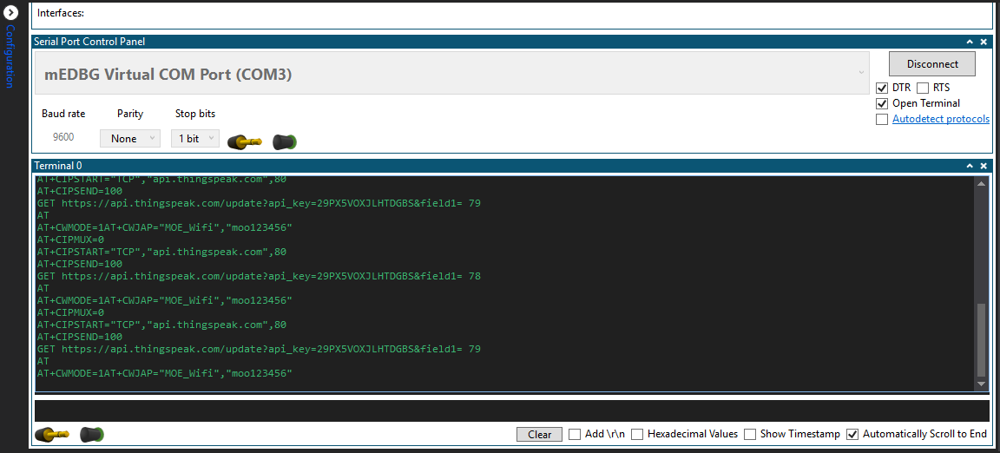 Interfaces:
Configuration
Serial Port Control Panel
mEDBG Virtual COM Port (COM3)
Disconnect
DTR RTS
Open Terminal
Autodetect protocols
Baud rate Parity Stop bits
9600 None 1 bit
Terminal 0
AT+CIPSTART="TCP","api.thingspeak.com",80
AT+CIPSEND=100
GET https://api.thingspeak.com/update?api_key=29PX5VOXJLHTDGBS&field1= 79
AT
AT+CWMODE=1AT+CWJAP="MOE_Wifi","moo123456"
AT+CIPMUX=0
AT+CIPSTART="TCP","api.thingspeak.com",80
AT+CIPSEND=100
GET https://api.thingspeak.com/update?api_key=29PX5VOXJLHTDGBS&field1= 78
AT
AT+CWMODE=1AT+CWJAP="MOE_Wifi","moo123456"
AT+CIPMUX=0
AT+CIPSTART="TCP","api.thingspeak.com",80
AT+CIPSEND=100
GET https://api.thingspeak.com/update?api_key=29PX5VOXJLHTDGBS&field1= 79
AT
AT+CWMODE=1AT+CWJAP="MOE_Wifi","moo123456"
Clear Add \r\n Hexadecimal Values Show Timestamp Automatically Scroll to End